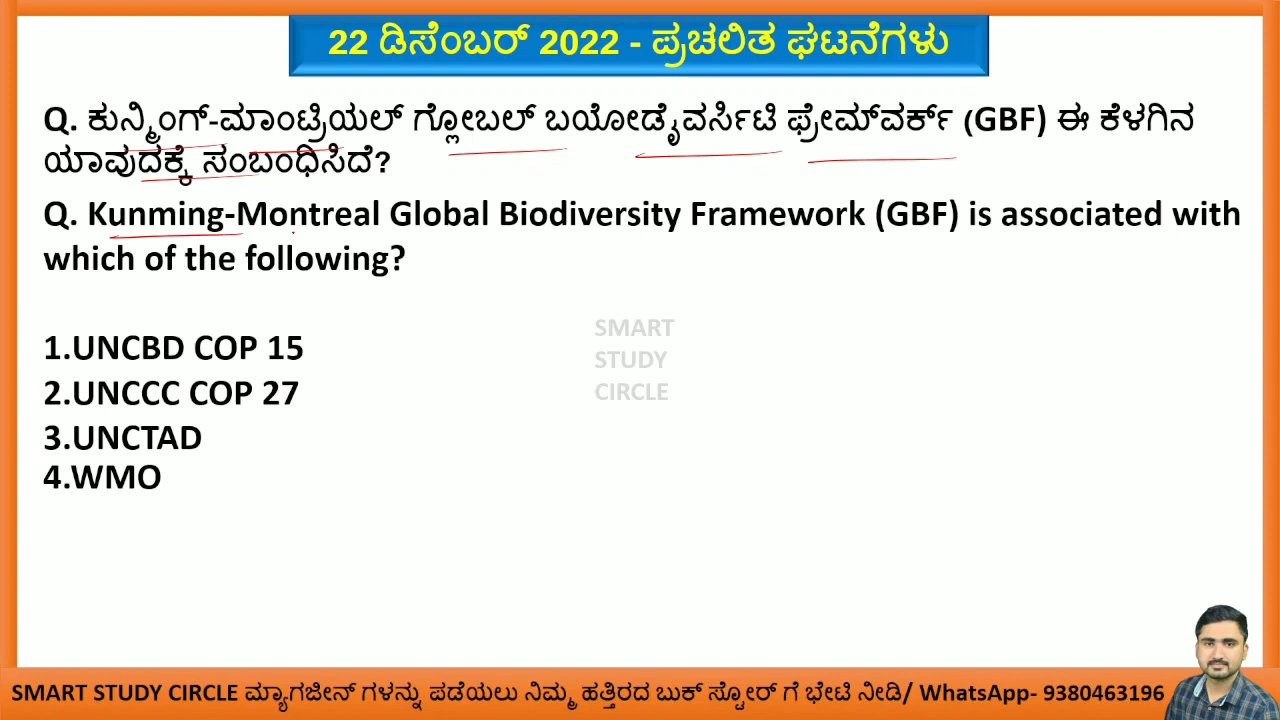 22 ಡಿಸೆಂಬರ್ 2022 - ಪ್ರಚಲಿತ ಘಟನೆಗಳು
Q. ಕುನ್ಮಿಂಗ್-ಮಾಂಟ್ರಿಯಲ್ ಗ್ಲೋಬಲ್ ಬಯೋಡೈವರ್ಸಿಟಿ ಫ್ರೇಮ್‌ವರ್ಕ್ (GBF) ಈ ಕೆಳಗಿನ
ಯಾವುದಕ್ಕೆ ಸಂಬಂಧಿಸಿದೆ?
Q. Kunming-Montreal Global Biodiversity Framework (GBF) is associated with
which of the following?
1.UNCBD COP 15
2.UNCCC COP 27
3.UNCTAD
4.WMO
SMART
STUDY
CIRCLE
SMART STUDY CIRCLE ಮ್ಯಾಗಜೀನ್ ಗಳನ್ನು ಪಡೆಯಲು ನಿಮ್ಮ ಹತ್ತಿರದ ಬುಕ್ ಸ್ಟೋರ್ ಗೆ ಭೇಟಿ ನೀಡಿ/ WhatsApp- 9380463196